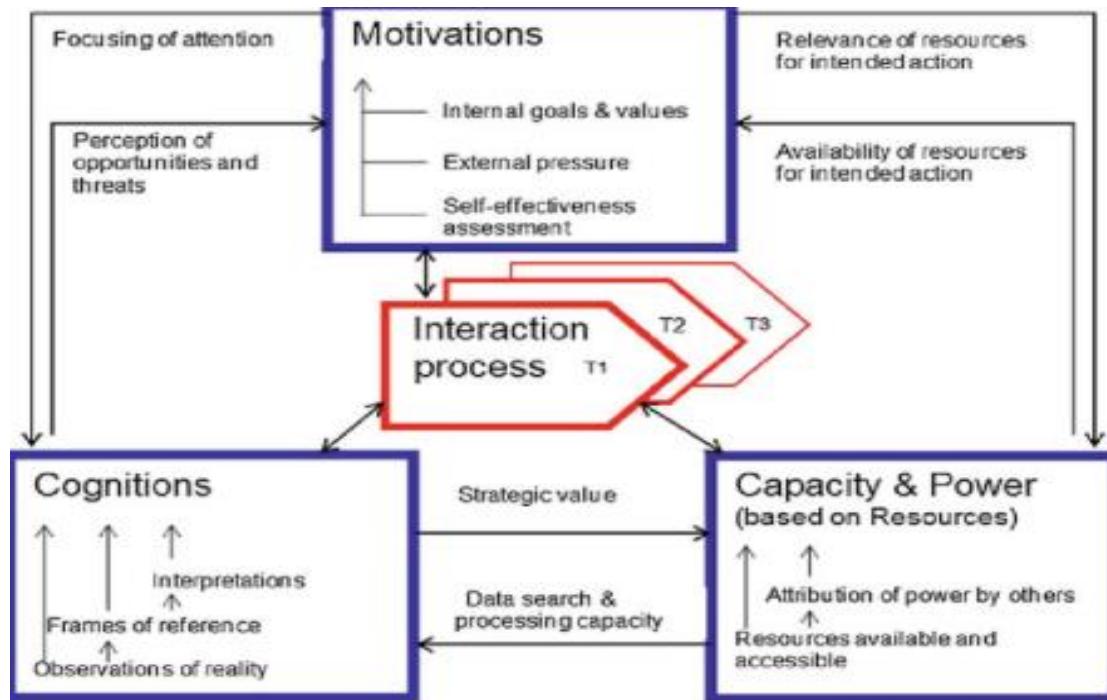 Focusing of attention
Motivations
Relevance of resources
for intended action
Internal goals & values
Perception of
opportunities and
threats
External pressure
Availability of resources
for intended action
Self-effectiveness
assessment
Interaction
process T1
T2
T3
Cognitions
Strategic value
Capacity & Power
(based on Resources)
Interpretations
Frames of reference
Observations of reality
Data search &
processing capacity
Attribution of power by others
Resources available and
accessible